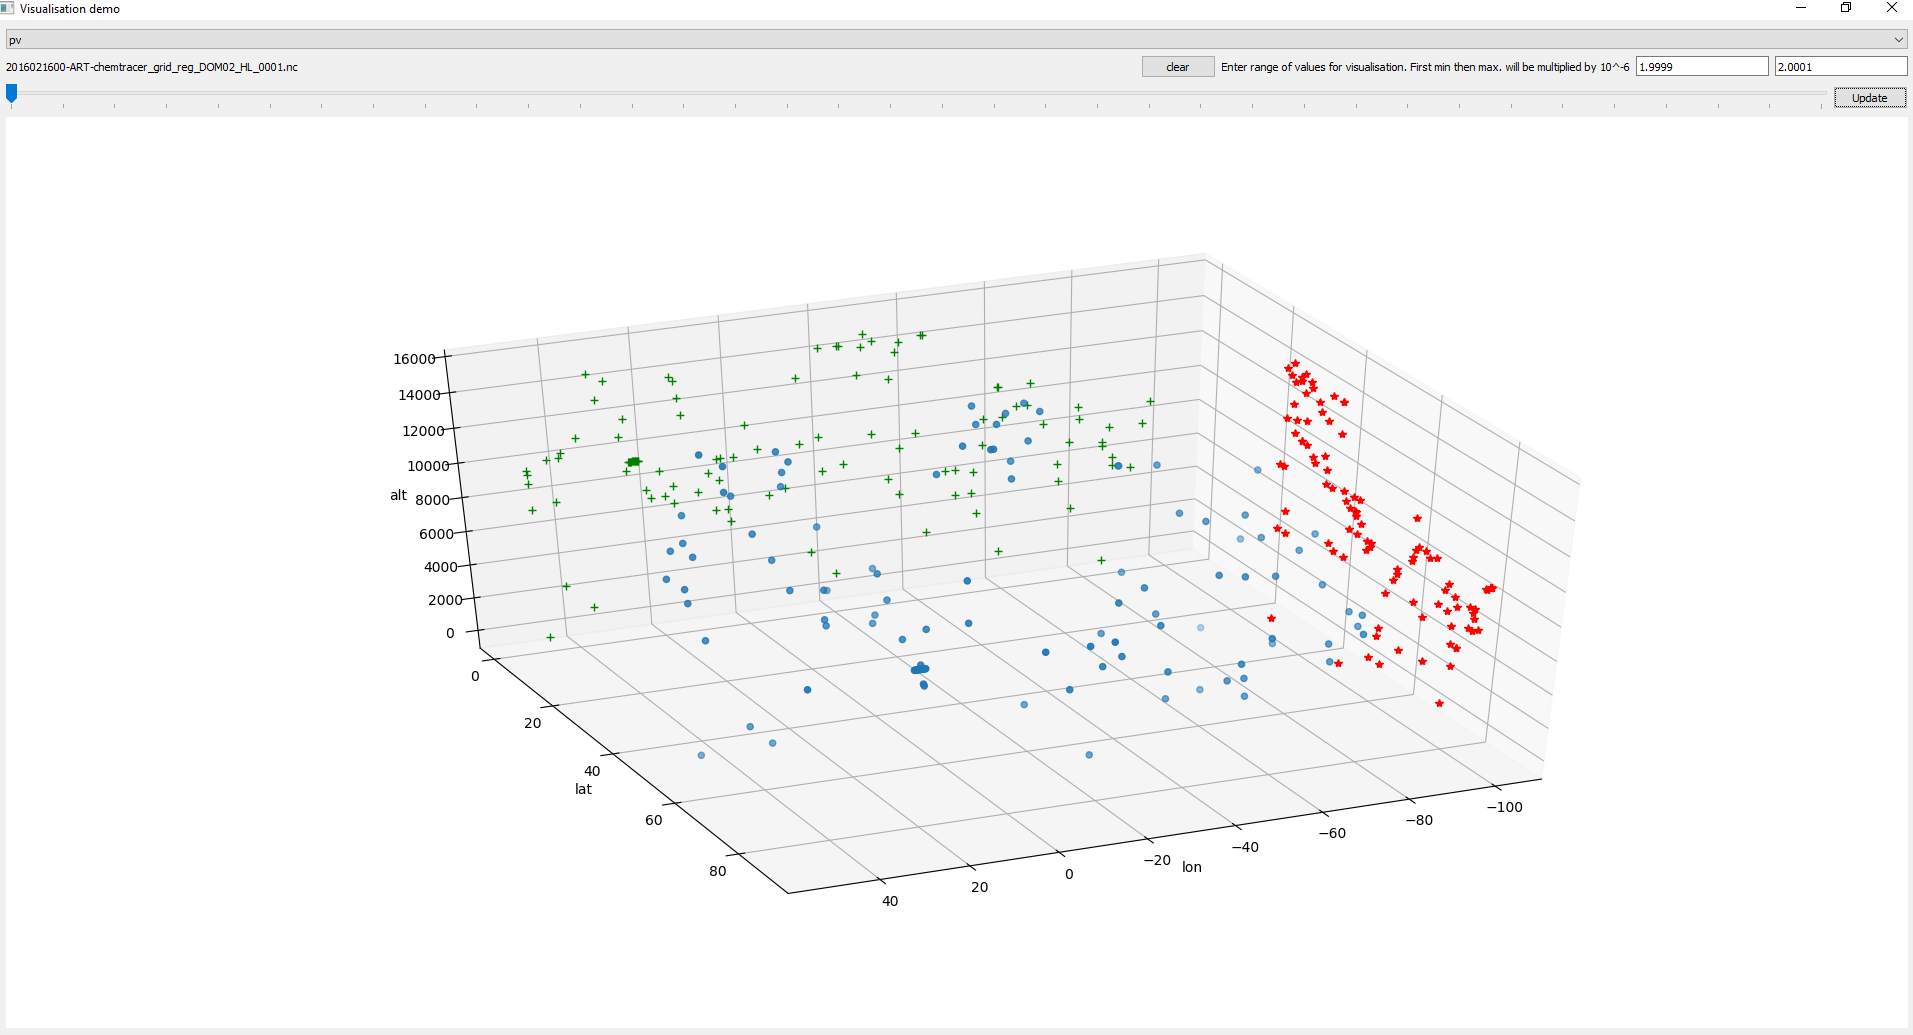 Visualisation demo
pv
2016021600-ART-chemtracer_grid_reg_DOM02_HL_0001.nc
clear
Enter range of values for visualisation. First min then max. will be multiplied by 10^-6
1.9999
2.0001
Update
16000
14000
12000
10000
8000
6000
4000
2000
0
alt
0
20
40
60
80
lat
40
20
0
−20
−40
−60
−80
−100
lon